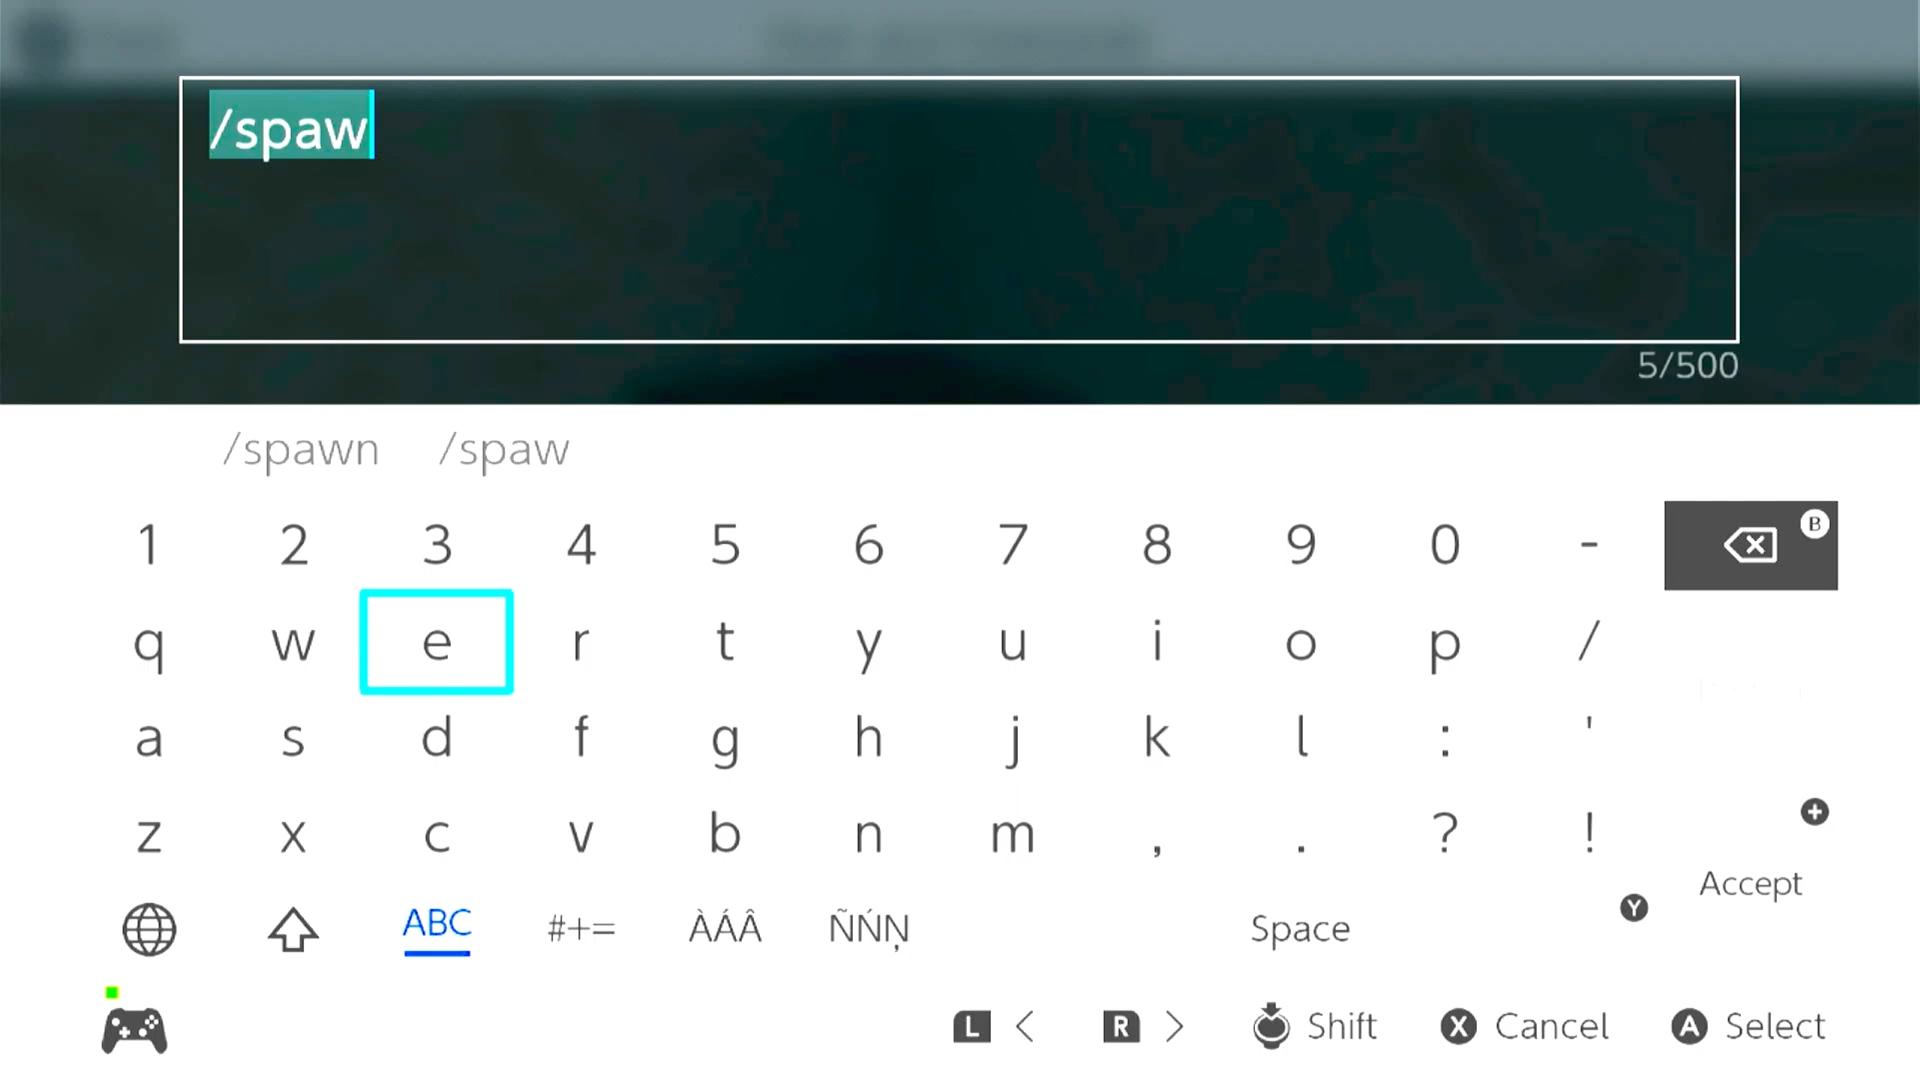 /spaw
5/500
/spawn /spaw
1 2 3 4 5 6 7 8 9 0 - B
q w e r t y u i o p /
a s d f g h j k l : '
z x c v b n m , . ? ! +
Accept
ABC #+= ÀÁÂ ÑŃŅ Space Y
L < R > Shift X Cancel A Select